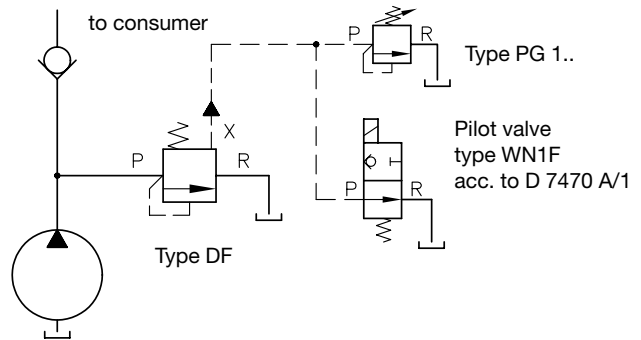 to consumer
P
R
Type PG 1..
X
Pilot valve
type WN1F
acc. to D 7470 A/1
P
R
P
R
Type DF